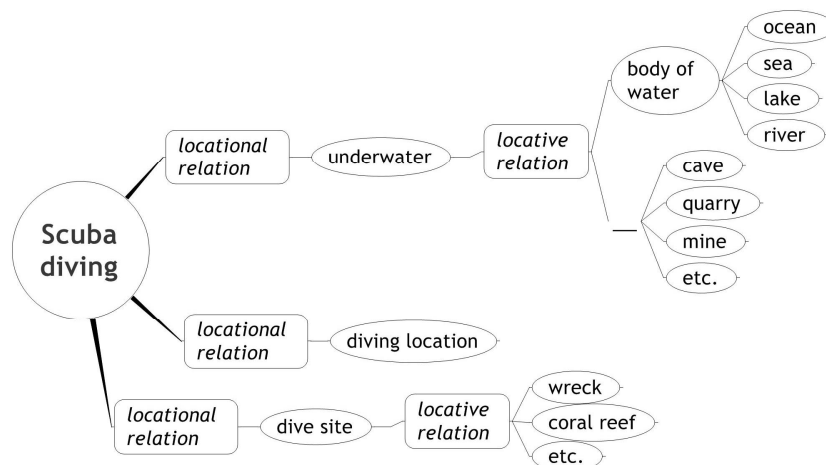 Scuba
diving
locational
relation
underwater
locative
relation
body of
water
ocean
sea
lake
river
cave
quarry
mine
etc.
locational
relation
diving location
locational
relation
dive site
locative
relation
wreck
coral reef
etc.